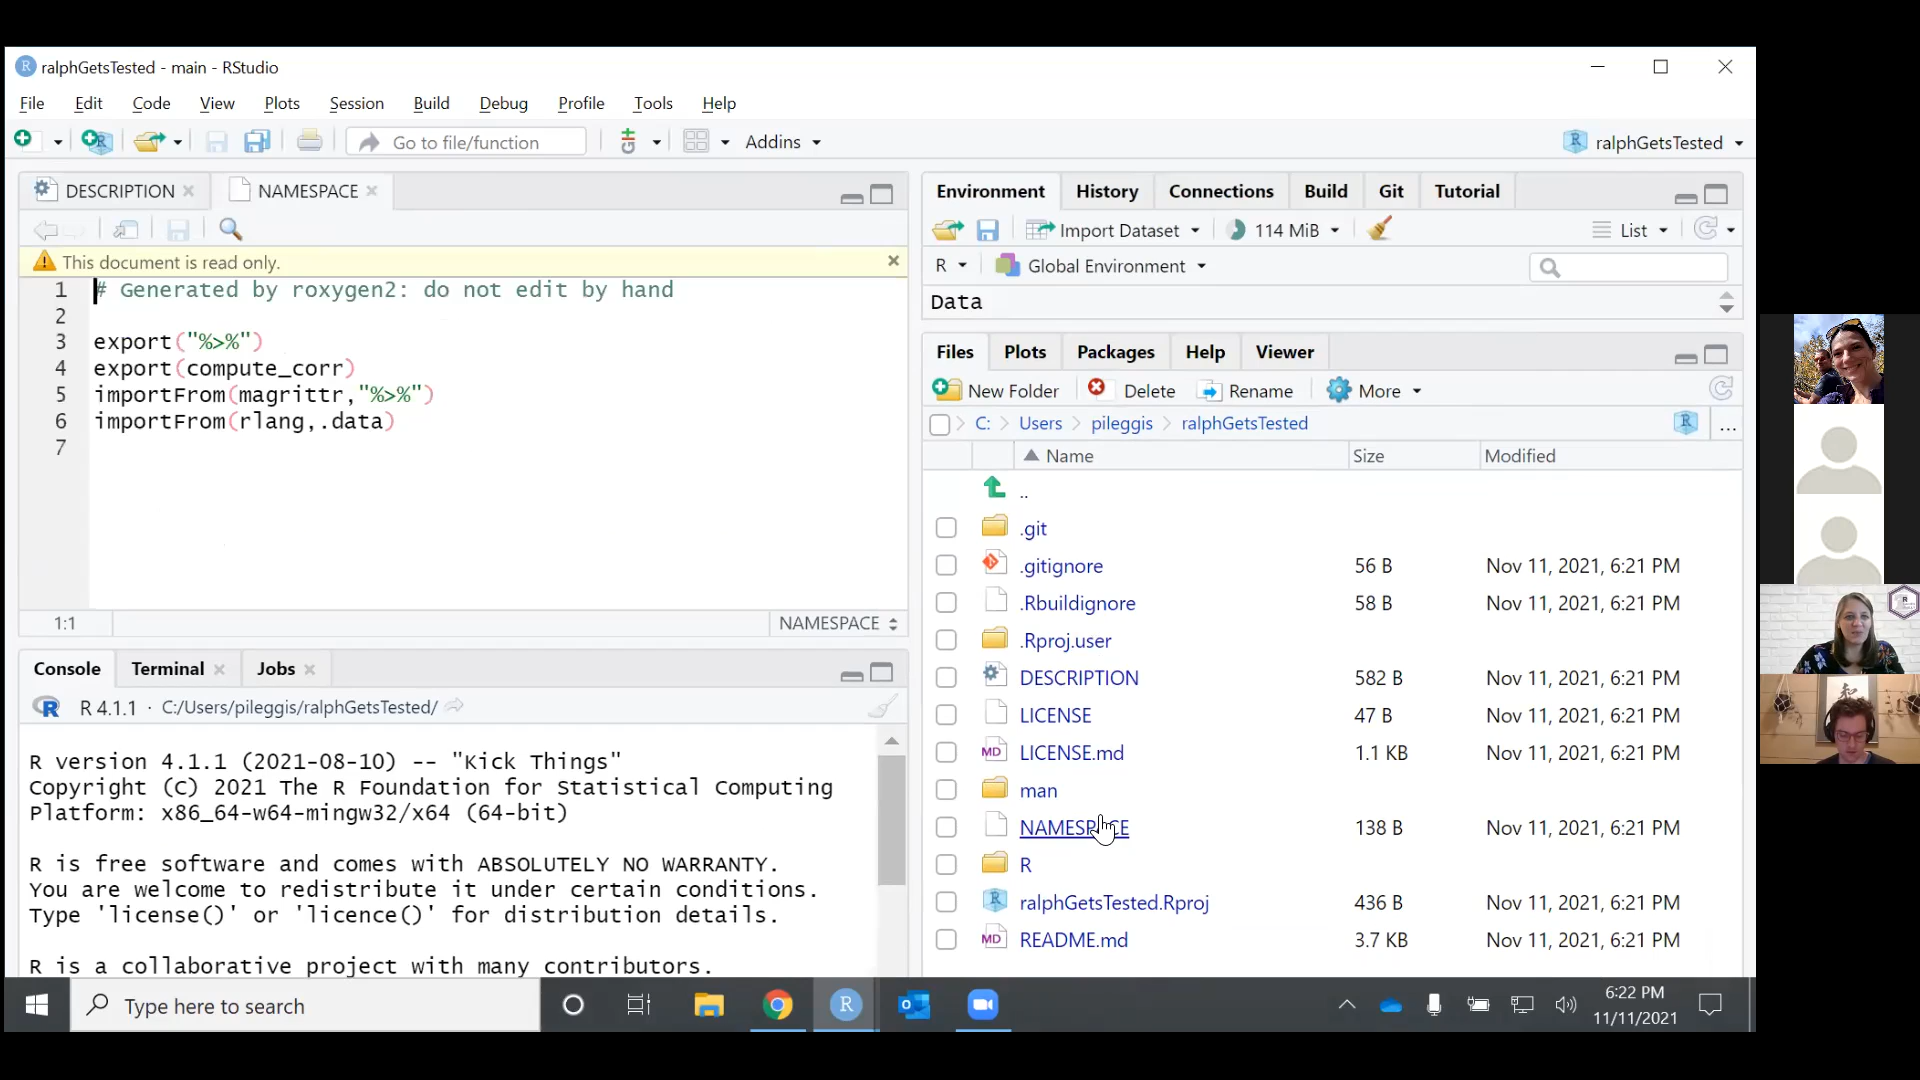 ralphGetsTested - main - RStudio
File Edit Code View Plots Session Build Debug Profile Tools Help
Go to file/function
Git
Addins
ralphGetsTested
DESCRIPTION
NAMESPACE
This document is read only.
1 # Generated by roxygen2: do not edit by hand
2
3 export("%>%")
4 export(compute_corr)
5 importFrom(magrittr,"%>%")
6 importFrom(rlang,.data)
7
1:1
NAMESPACE
Console Terminal Jobs
R 4.1.1 · C:/Users/pileggis/ralphGetsTested/
R version 4.1.1 (2021-08-10) -- "Kick Things"
Copyright (C) 2021 The R Foundation for Statistical Computing
Platform: x86_64-w64-mingw32/x64 (64-bit)
R is free software and comes with ABSOLUTELY NO WARRANTY.
You are welcome to redistribute it under certain conditions.
Type 'license()' or 'licence()' for distribution details.
R is a collaborative project with many contributors.
Environment History Connections Build Git Tutorial
Import Dataset 114 MiB List
R Global Environment
Data
Files Plots Packages Help Viewer
New Folder Delete Rename More
C: Users pileggis ralphGetsTested ...
Name Size Modified
..
.git
.gitignore 56 B Nov 11, 2021, 6:21 PM
.Rbuildignore 58 B Nov 11, 2021, 6:21 PM
.Rproj.user
DESCRIPTION 582 B Nov 11, 2021, 6:21 PM
LICENSE 47 B Nov 11, 2021, 6:21 PM
MD LICENSE.md 1.1 KB Nov 11, 2021, 6:21 PM
man
NAMESPACE 138 B Nov 11, 2021, 6:21 PM
R
ralphGetsTested.Rproj 436 B Nov 11, 2021, 6:21 PM
MD README.md 3.7 KB Nov 11, 2021, 6:21 PM
Type here to search
6:22 PM
11/11/2021
和